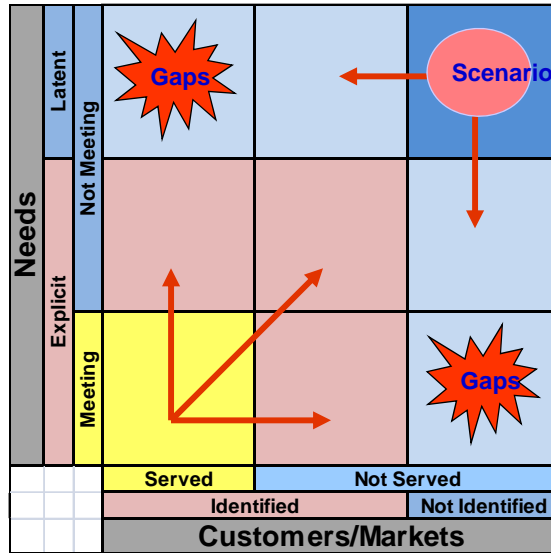 Gaps
Scenario
Gaps
Needs
Latent
Explicit
Not Meeting
Meeting
Served
Not Served
Identified
Not Identified
Customers/Markets